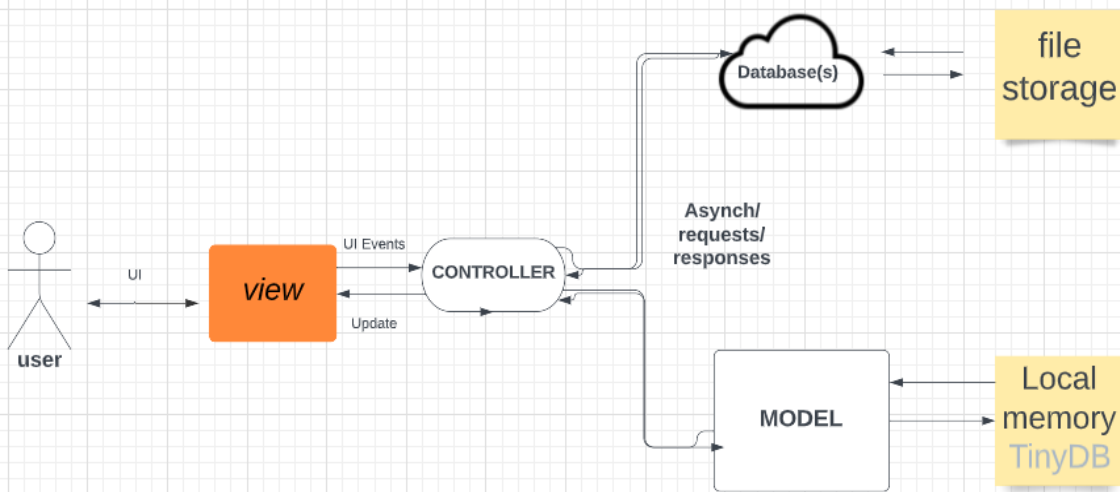 Database(s)
file
storage
Asynch/
requests/
responses
UI
view
UI Events
Update
CONTROLLER
user
MODEL
Local
memory
TinyDB